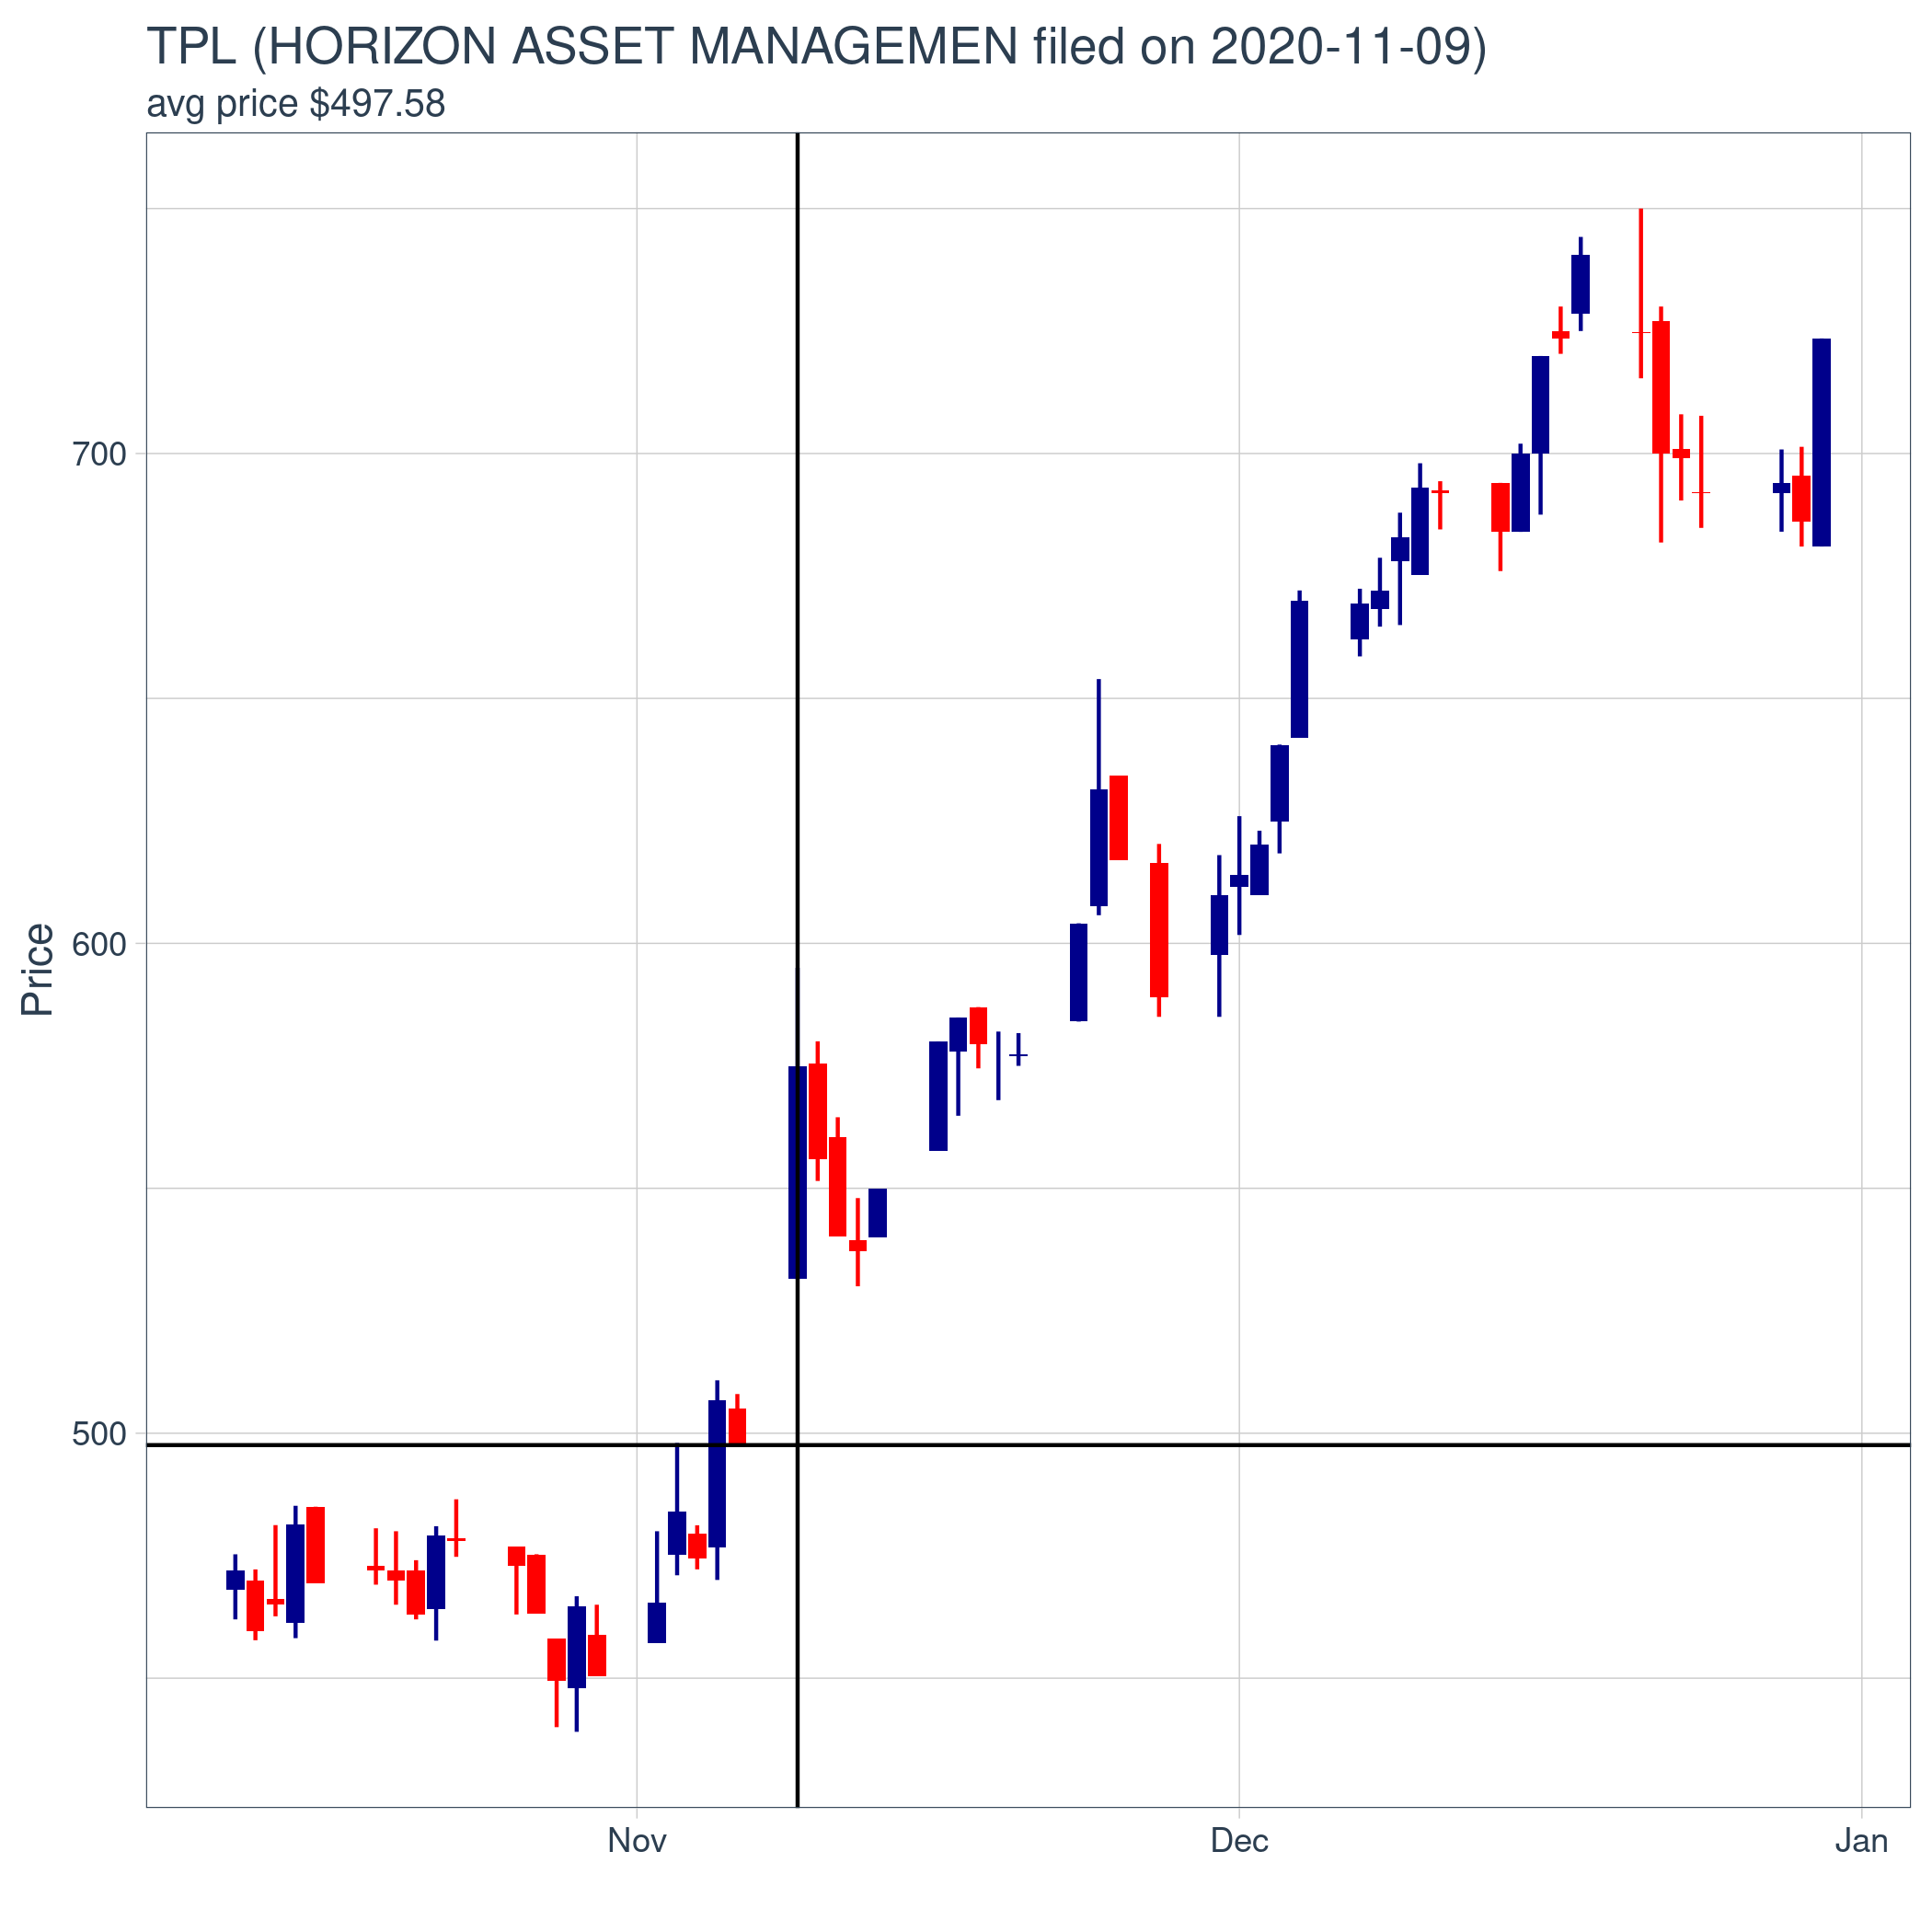 TPL (HORIZON ASSET MANAGEMEN filed on 2020-11-09)
avg price $497.58
Price
700
600
500
Nov
Dec
Jan